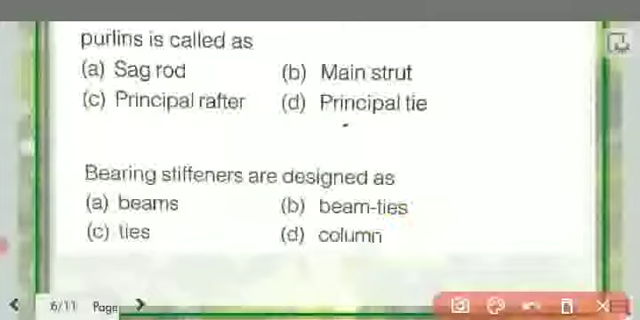 purlins is called as
(a) Sag rod (b) Main strut
(c) Principal rafter (d) Principal tie
Bearing stiffeners are designed as
(a) beams (b) beam-ties
(c) ties (d) column
6/11 Page